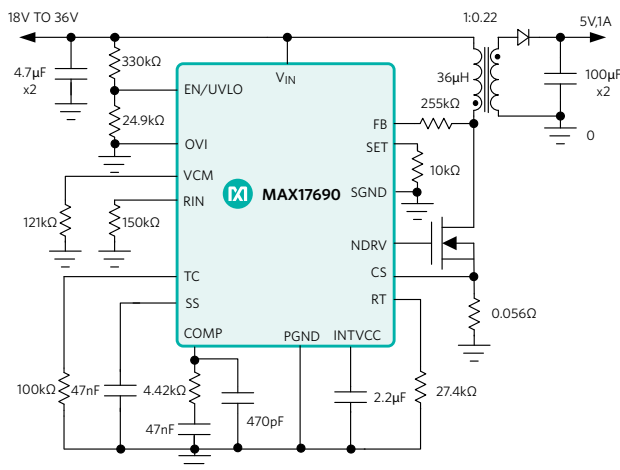 18V TO 36V
1:0.22
5V,1A
4.7µF
x2
330kΩ
VIN
36µH
100µF
x2
EN/UVLO
255kΩ
24.9kΩ
FB
0
OVI
SET
VCM
10kΩ
RIN
MAX17690
SGND
121kΩ
150kΩ
NDRV
TC
CS
SS
RT
0.056Ω
COMP
PGND
INTVCC
100kΩ
47nF
4.42kΩ
2.2µF
27.4kΩ
47nF
470pF